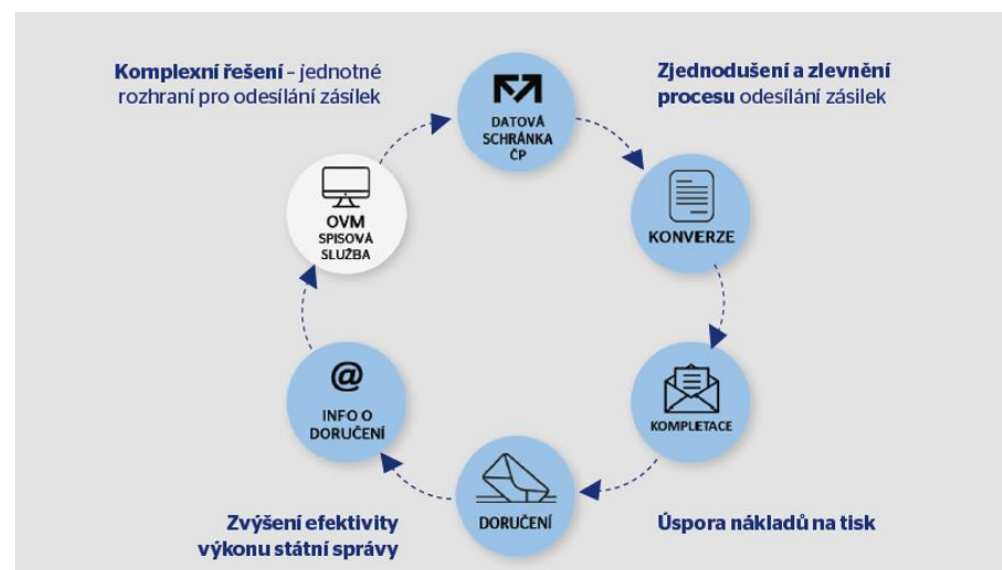 Komplexní řešení – jednotné
rozhraní pro odesílání zásilek
Zjednodušení a zlevnění
procesu odesílání zásilek
DATOVÁ
SCHRÁNKA
ČP
KONVERZE
KOMPLETACE
DORUČENÍ
@
INFO O
DORUČENÍ
OVM
SPISOVÁ
SLUŽBA
Zvýšení efektivity
výkonu státní správy
Úspora nákladů na tisk